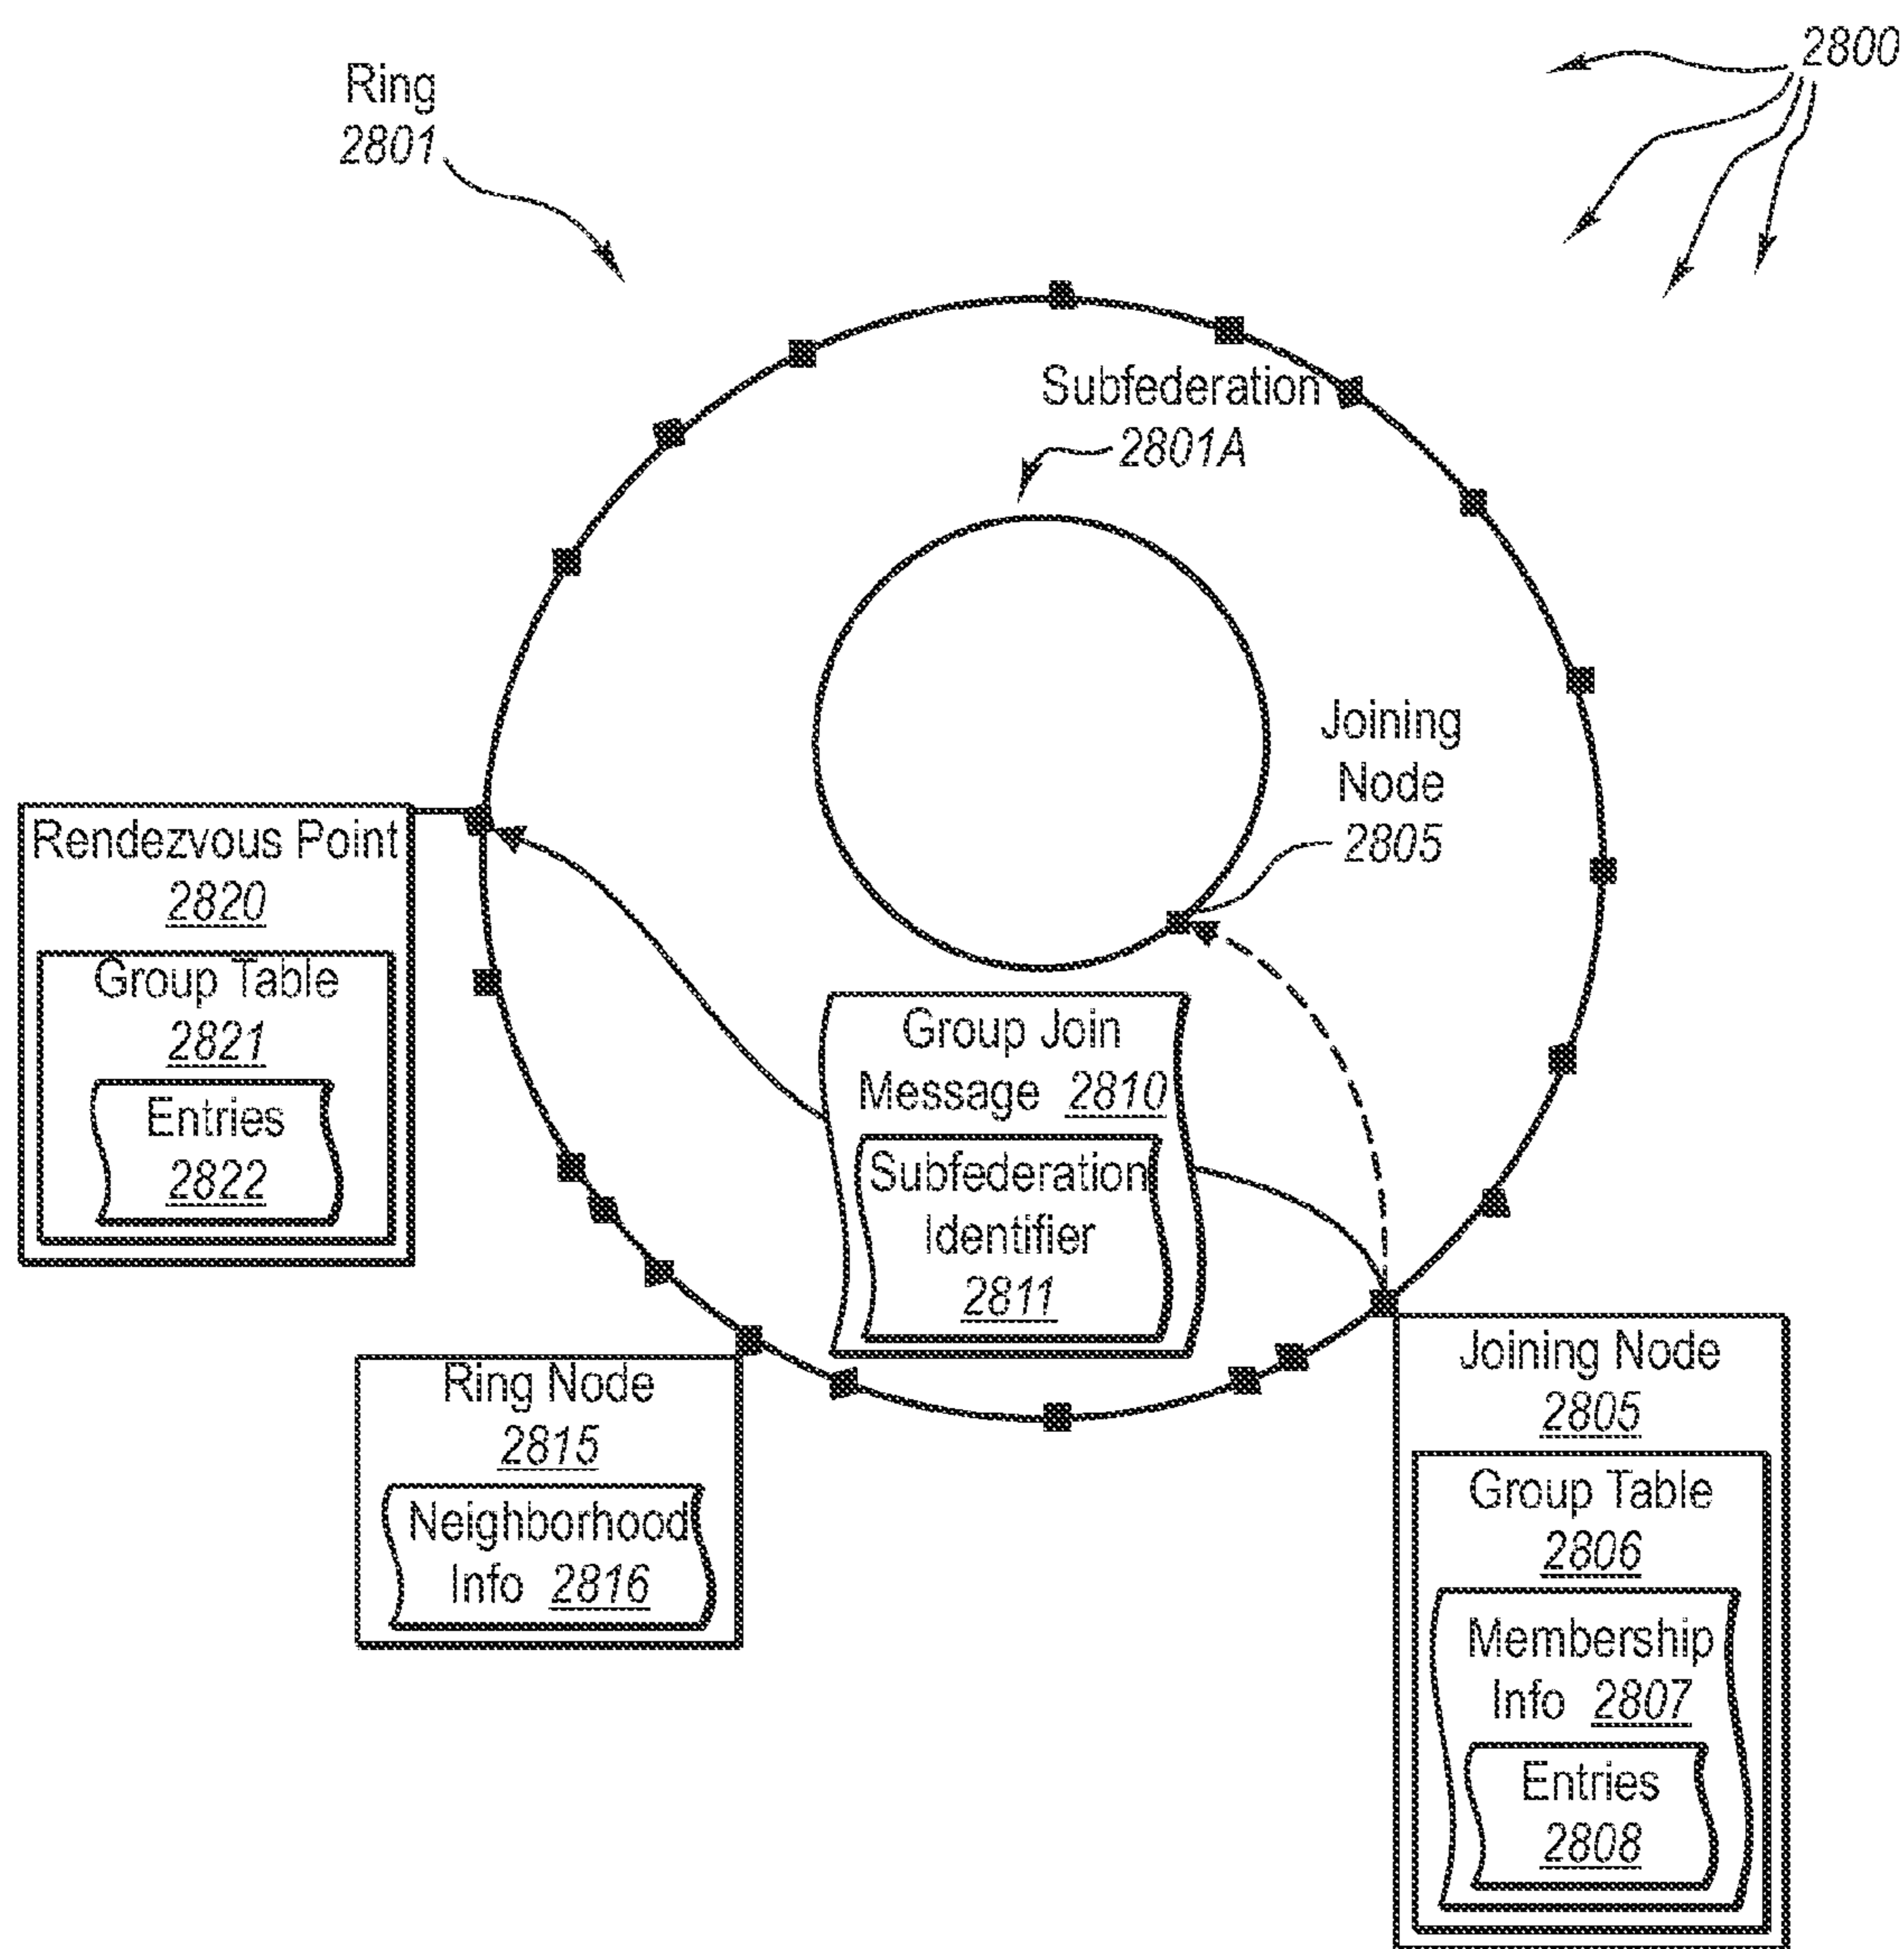 2800
Ring
2801
Subfederation
2801A
Joining
Node
2805
Rendezvous Point
2820
Group Table
2821
Entries
2822
Group Join
Message 2810
Subfederation
Identifier
2811
Ring Node
2815
Neighborhood
Info 2816
Joining Node
2805
Group Table
2806
Membership
Info 2807
Entries
2808